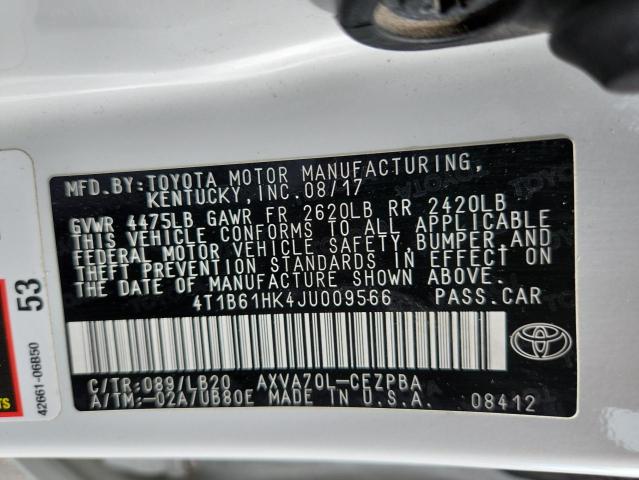 MFD.BY:TOYOTA MOTOR MANUFACTURING,
KENTUCKY, INC. 08/17
GVWR 4475LB GAWR FR 2620LB RR 2420LB
THIS VEHICLE CONFORMS TO ALL APPLICABLE
FEDERAL MOTOR VEHICLE SAFETY, BUMPER, AND
THEFT PREVENTION STANDARDS IN EFFECT ON
THE DATE OF MANUFACTURE SHOWN ABOVE.
4T1B61HK4JU009566 PASS.CAR
C/TR:089/LB20 AXVA70L-CEZPBA
A/TM:-02A/UB80E MADE IN U.S.A. 08412
TOYOTA
53
42661-06B50